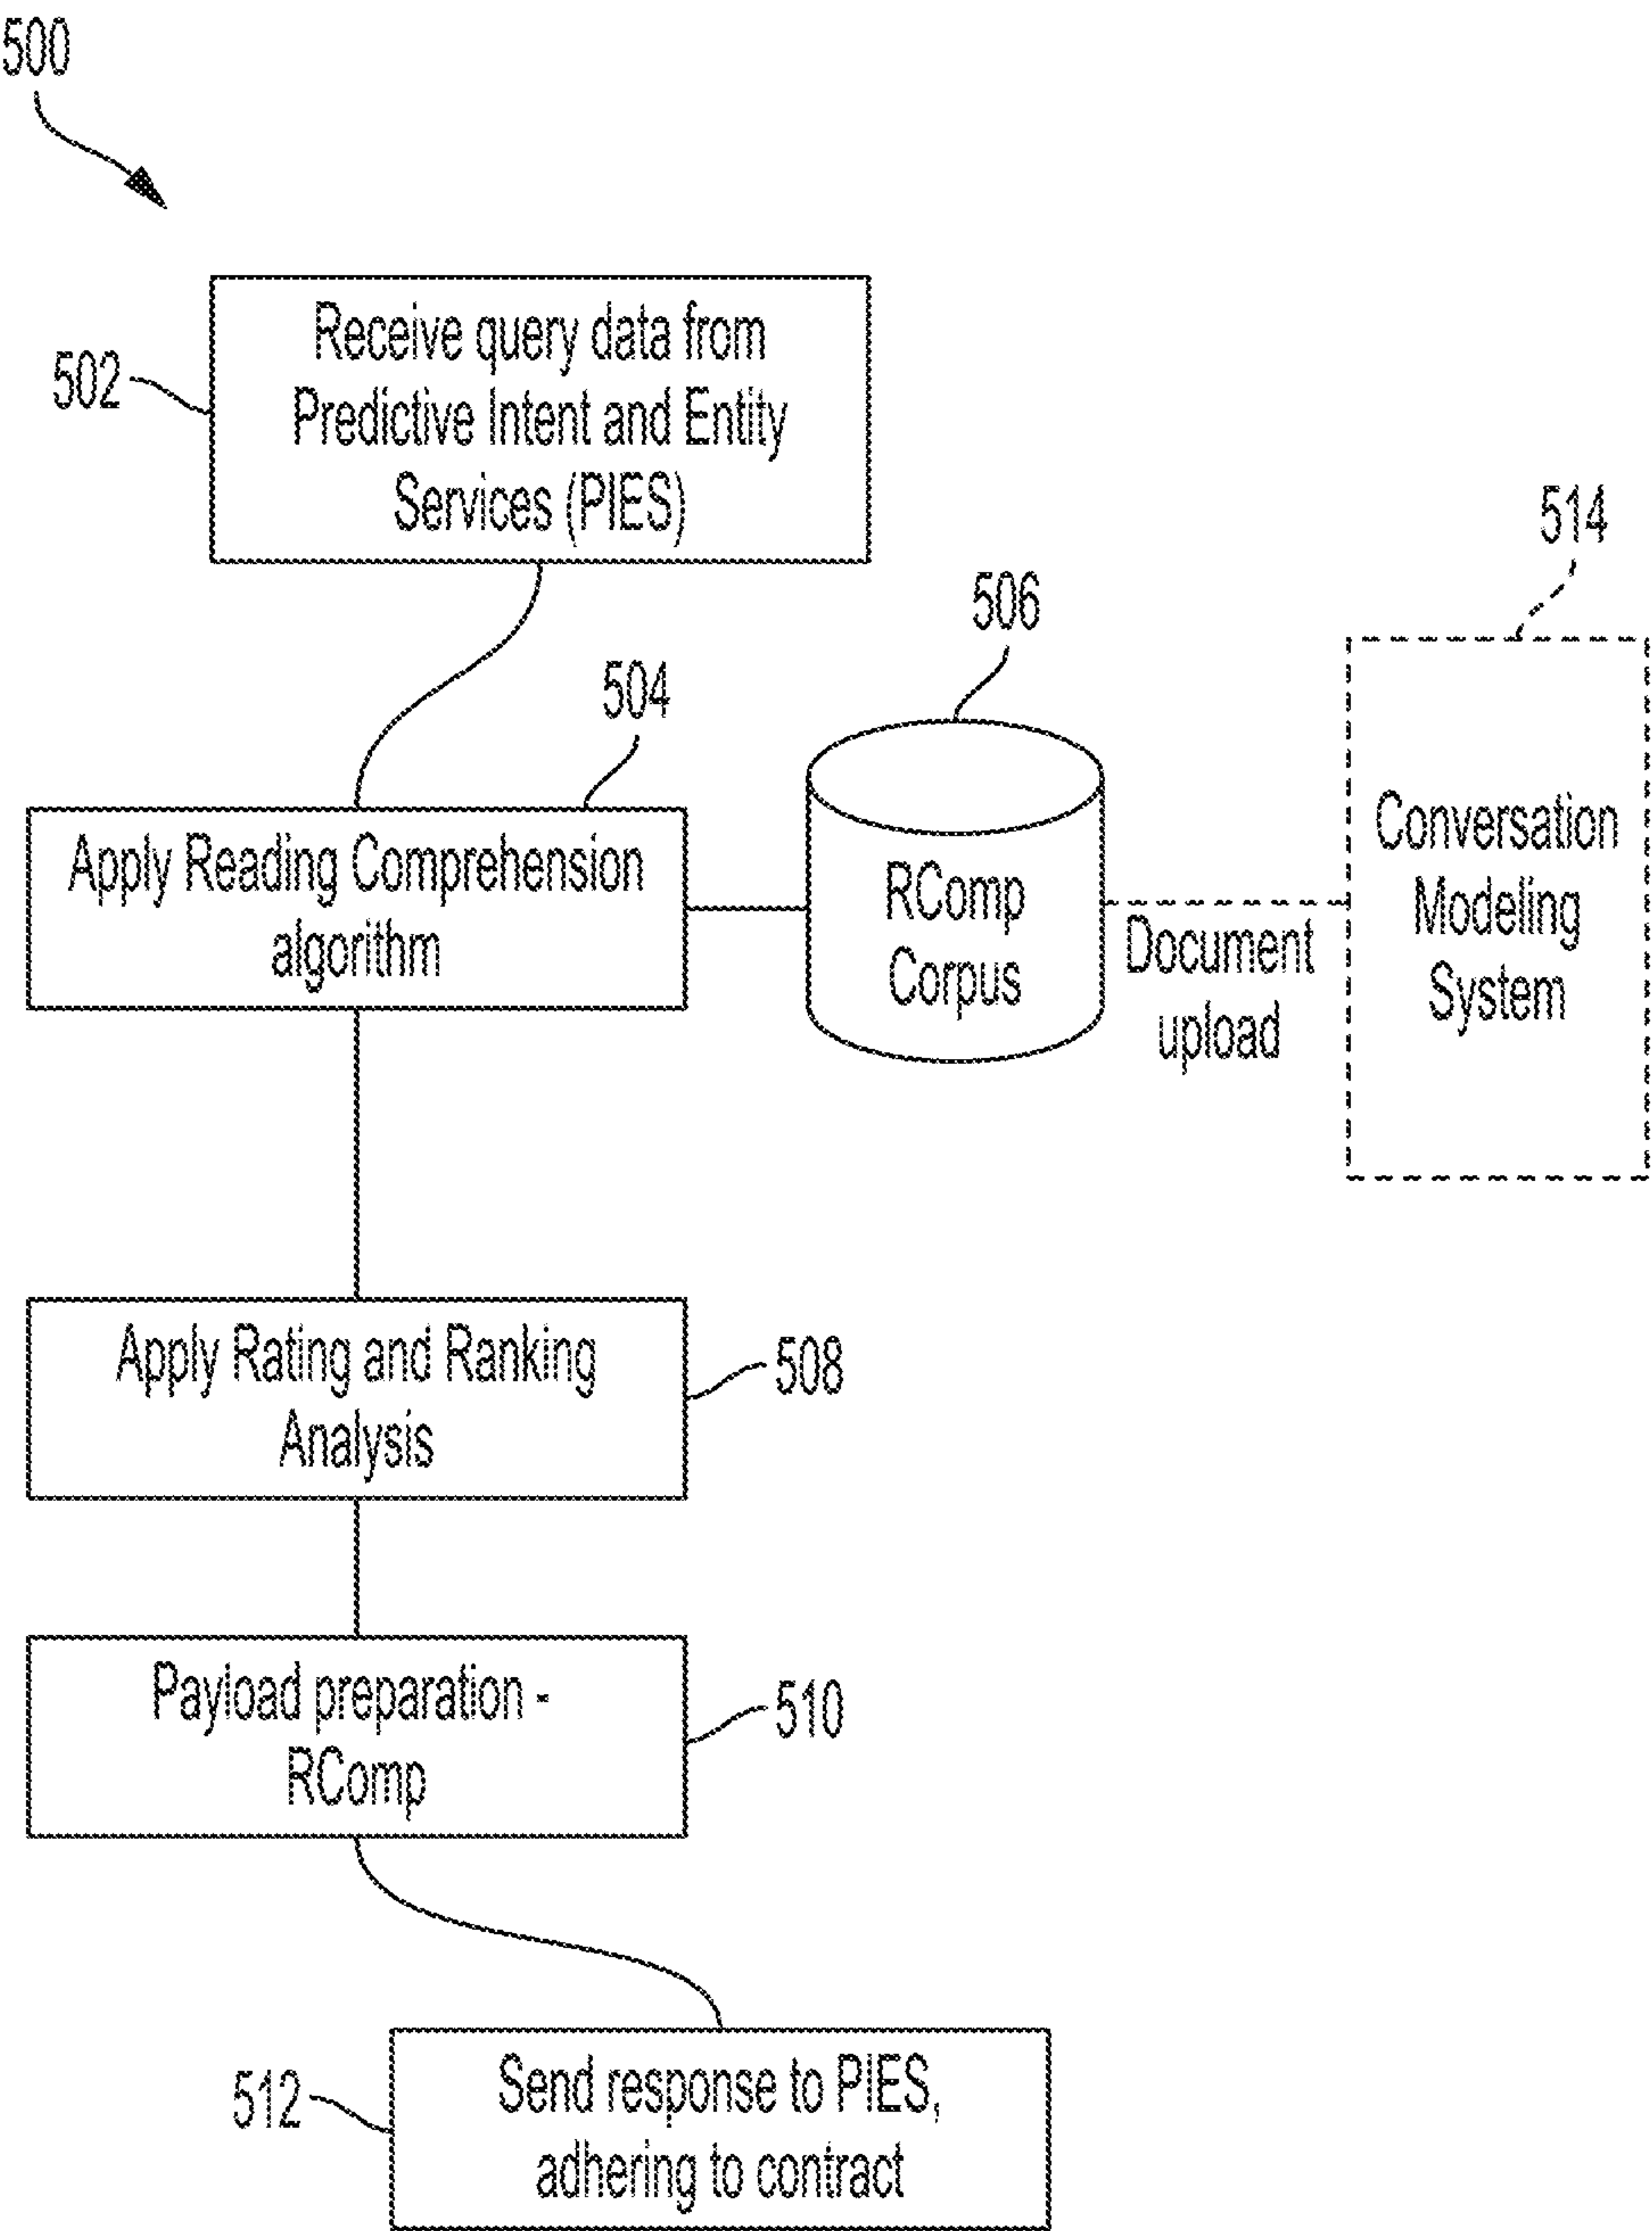 500
502
Receive query data from
Predictive Intent and Entity
Services (PIES)
514
506
504
Apply Reading Comprehension
algorithm
RComp
Corpus
Document
upload
Conversation
Modeling
System
Apply Rating and Ranking
Analysis
508
Payload preparation -
RComp
510
512
Send response to PIES,
adhering to contract